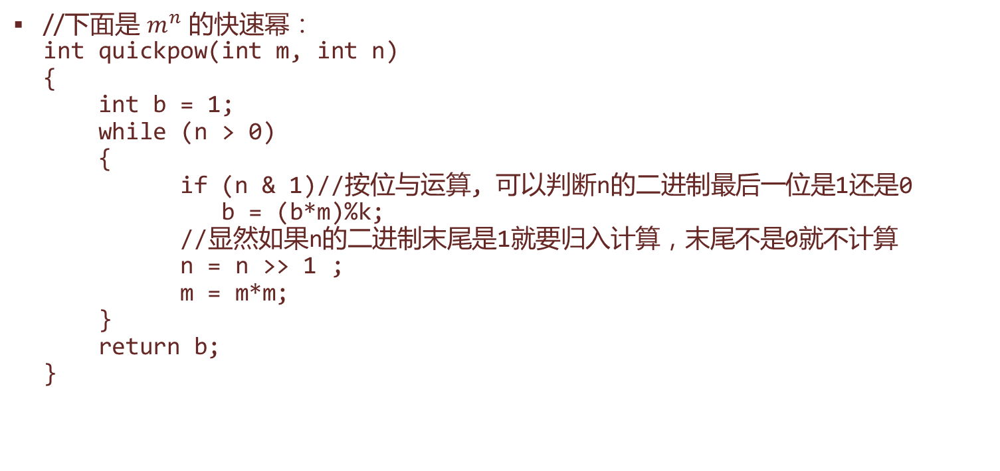 ▪ //下面是 mⁿ 的快速幂：
int quickpow(int m, int n)
{
int b = 1;
while (n > 0)
{
if (n & 1)//按位与运算，可以判断n的二进制最后一位是1还是0
b = (b*m)%k;
//显然如果n的二进制末尾是1就要归入计算，末尾不是0就不计算
n = n >> 1 ;
m = m*m;
}
return b;
}